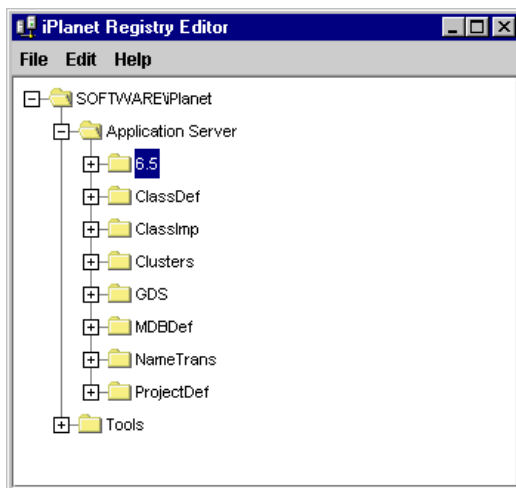 iPlanet Registry Editor
File Edit Help
SOFTWARE\iPlanet
Application Server
6.5
ClassDef
ClassImp
Clusters
GDS
MDBDef
NameTrans
ProjectDef
Tools